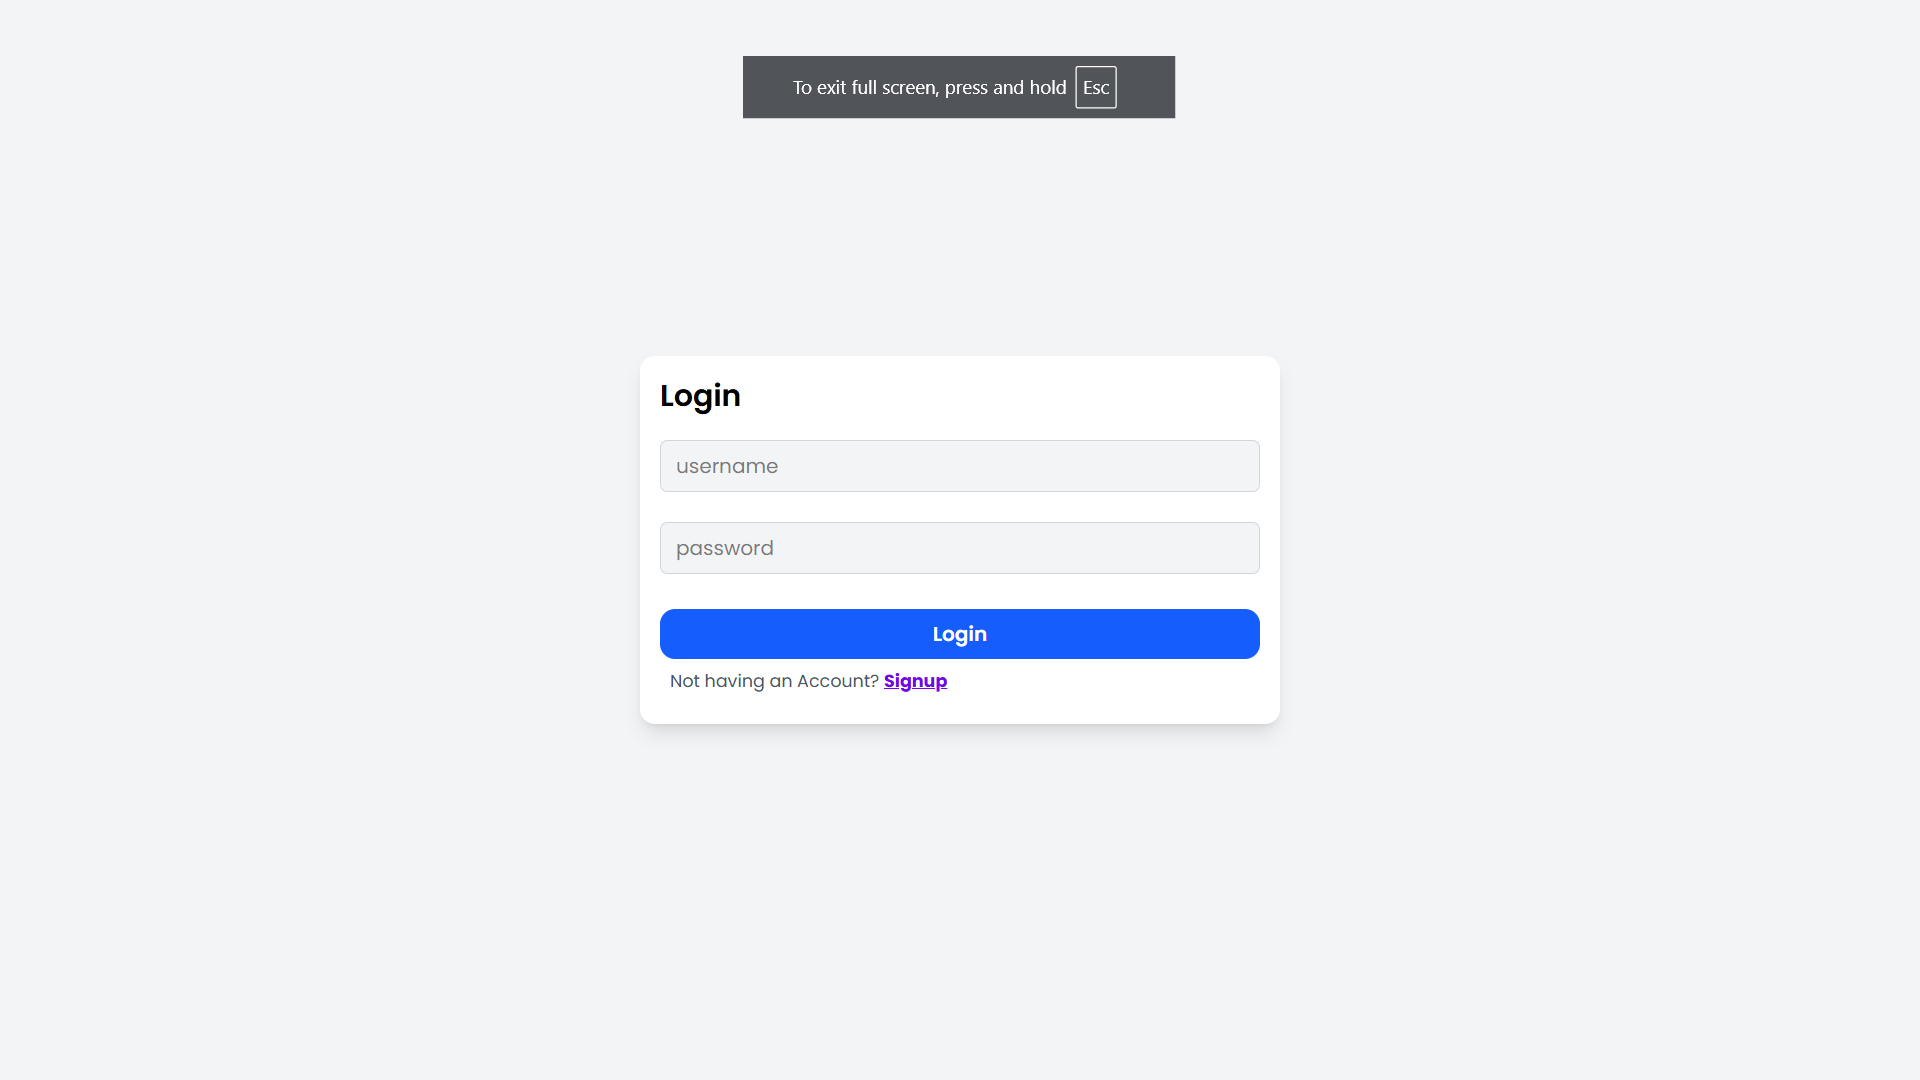 To exit full screen, press and hold Esc
Login
username
password
Login
Not having an Account? Signup